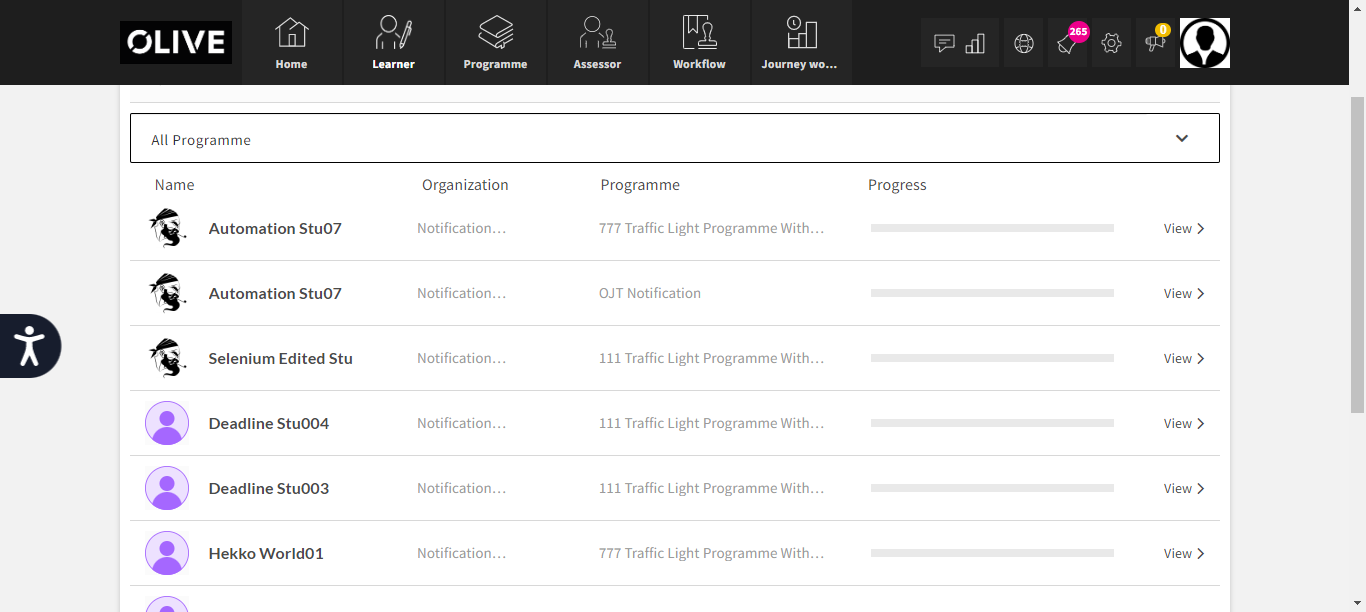 OLIVE
Home
Learner
Programme
Assessor
Workflow
Journey wo...
265
0
All Programme
Name Organization Programme Progress
Automation Stu07 Notification... 777 Traffic Light Programme With... View
Automation Stu07 Notification... OJT Notification View
Selenium Edited Stu Notification... 111 Traffic Light Programme With... View
Deadline Stu004 Notification... 111 Traffic Light Programme With... View
Deadline Stu003 Notification... 111 Traffic Light Programme With... View
Hekko World01 Notification... 777 Traffic Light Programme With... View